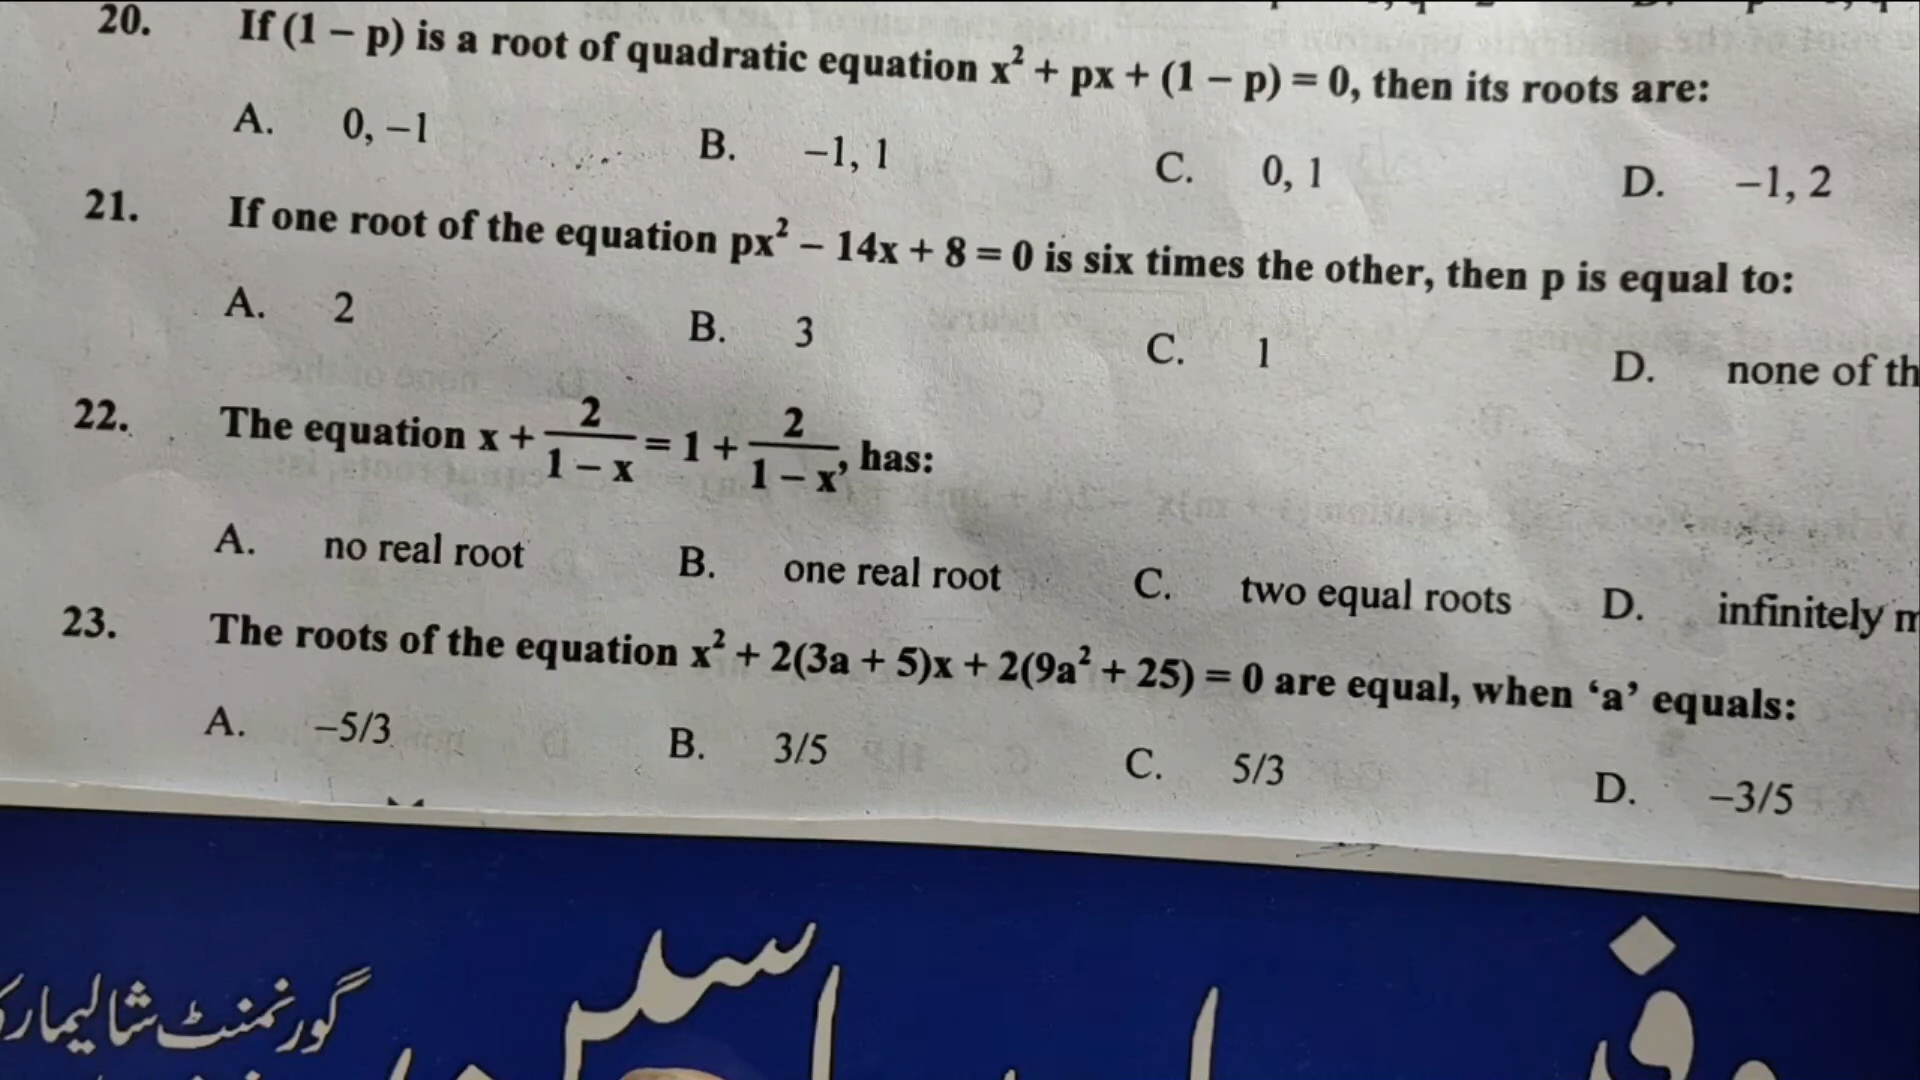 20. If (1 – p) is a root of quadratic equation x² + px + (1 – p) = 0, then its roots are:
A. 0, –1 B. –1, 1 C. 0, 1 D. –1, 2
21. If one root of the equation px² – 14x + 8 = 0 is six times the other, then p is equal to:
A. 2 B. 3 C. 1 D. none of th
22. The equation x + 2/(1 – x) = 1 + 2/(1 – x), has:
A. no real root B. one real root C. two equal roots D. infinitely
23. The roots of the equation x² + 2(3a + 5)x + 2(9a² + 25) = 0 are equal, when ‘a’ equals:
A. –5/3 B. 3/5 C. 5/3 D. –3/5
گورنمنٹ شالیمار